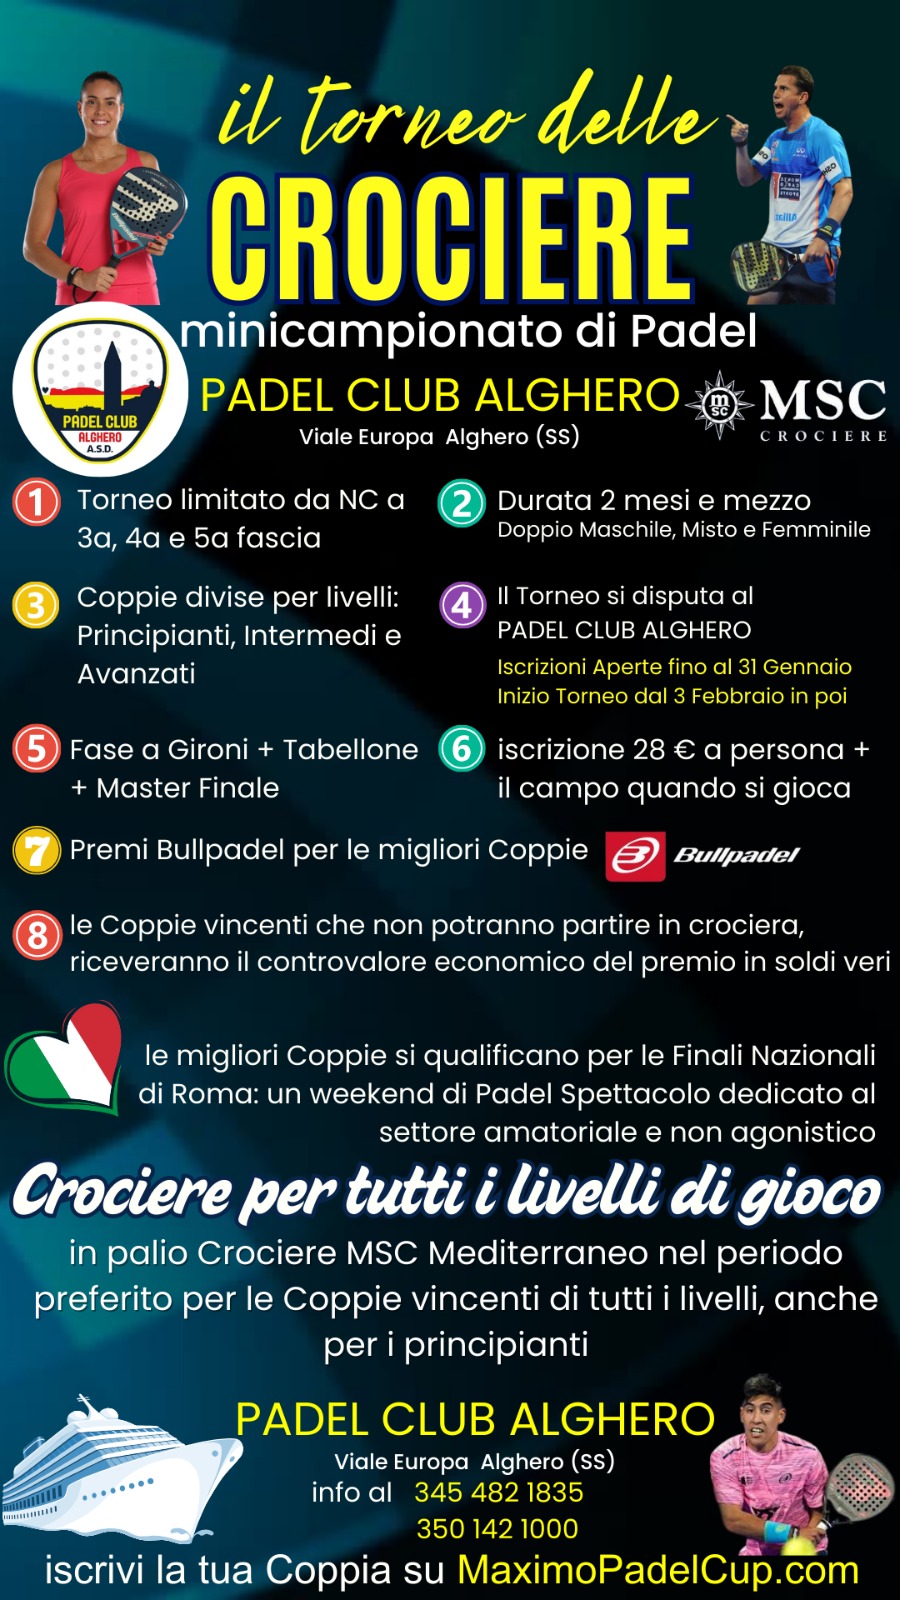 il torneo delle
CROCIERE
minicampionato di Padel
PADEL CLUB ALGHERO
Viale Europa Alghero (SS)
PADEL CLUB
ALGHERO
A.S.D.
msc
MSC
CROCIERE
1 Torneo limitato da NC a
3a, 4a e 5a fascia
2 Durata 2 mesi e mezzo
Doppio Maschile, Misto e Femminile
3 Coppie divise per livelli:
Principianti, Intermedi e
Avanzati
4 Il Torneo si disputa al
PADEL CLUB ALGHERO
Iscrizioni Aperte fino al 31 Gennaio
Inizio Torneo dal 3 Febbraio in poi
5 Fase a Gironi + Tabellone
+ Master Finale
6 iscrizione 28 € a persona +
il campo quando si gioca
7 Premi Bullpadel per le migliori Coppie
Bullpadel
8 le Coppie vincenti che non potranno partire in crociera,
riceveranno il controvalore economico del premio in soldi veri
le migliori Coppie si qualificano per le Finali Nazionali
di Roma: un weekend di Padel Spettacolo dedicato al
settore amatoriale e non agonistico
Crociere per tutti i livelli di gioco
in palio Crociere MSC Mediterraneo nel periodo
preferito per le Coppie vincenti di tutti i livelli, anche
per i principianti
PADEL CLUB ALGHERO
Viale Europa Alghero (SS)
info al 345 482 1835
350 142 1000
iscrivi la tua Coppia su MaximoPadelCup.com